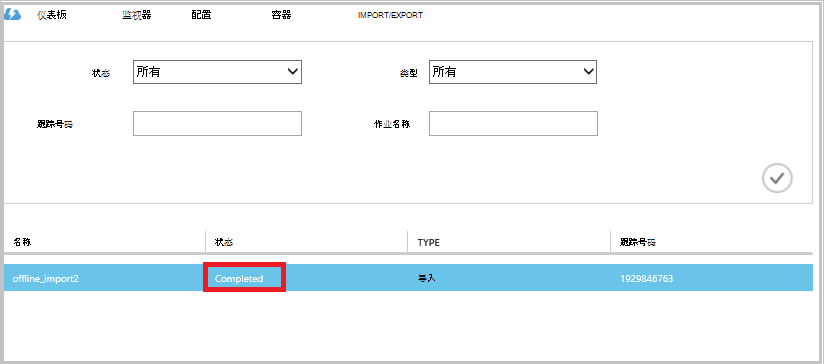 仪表板 监视器 配置 容器 IMPORT/EXPORT
状态 所有 类型 所有
跟踪号码 作业名称
名称 状态 TYPE 跟踪号码
offline_import2 Completed 导入 1929846763